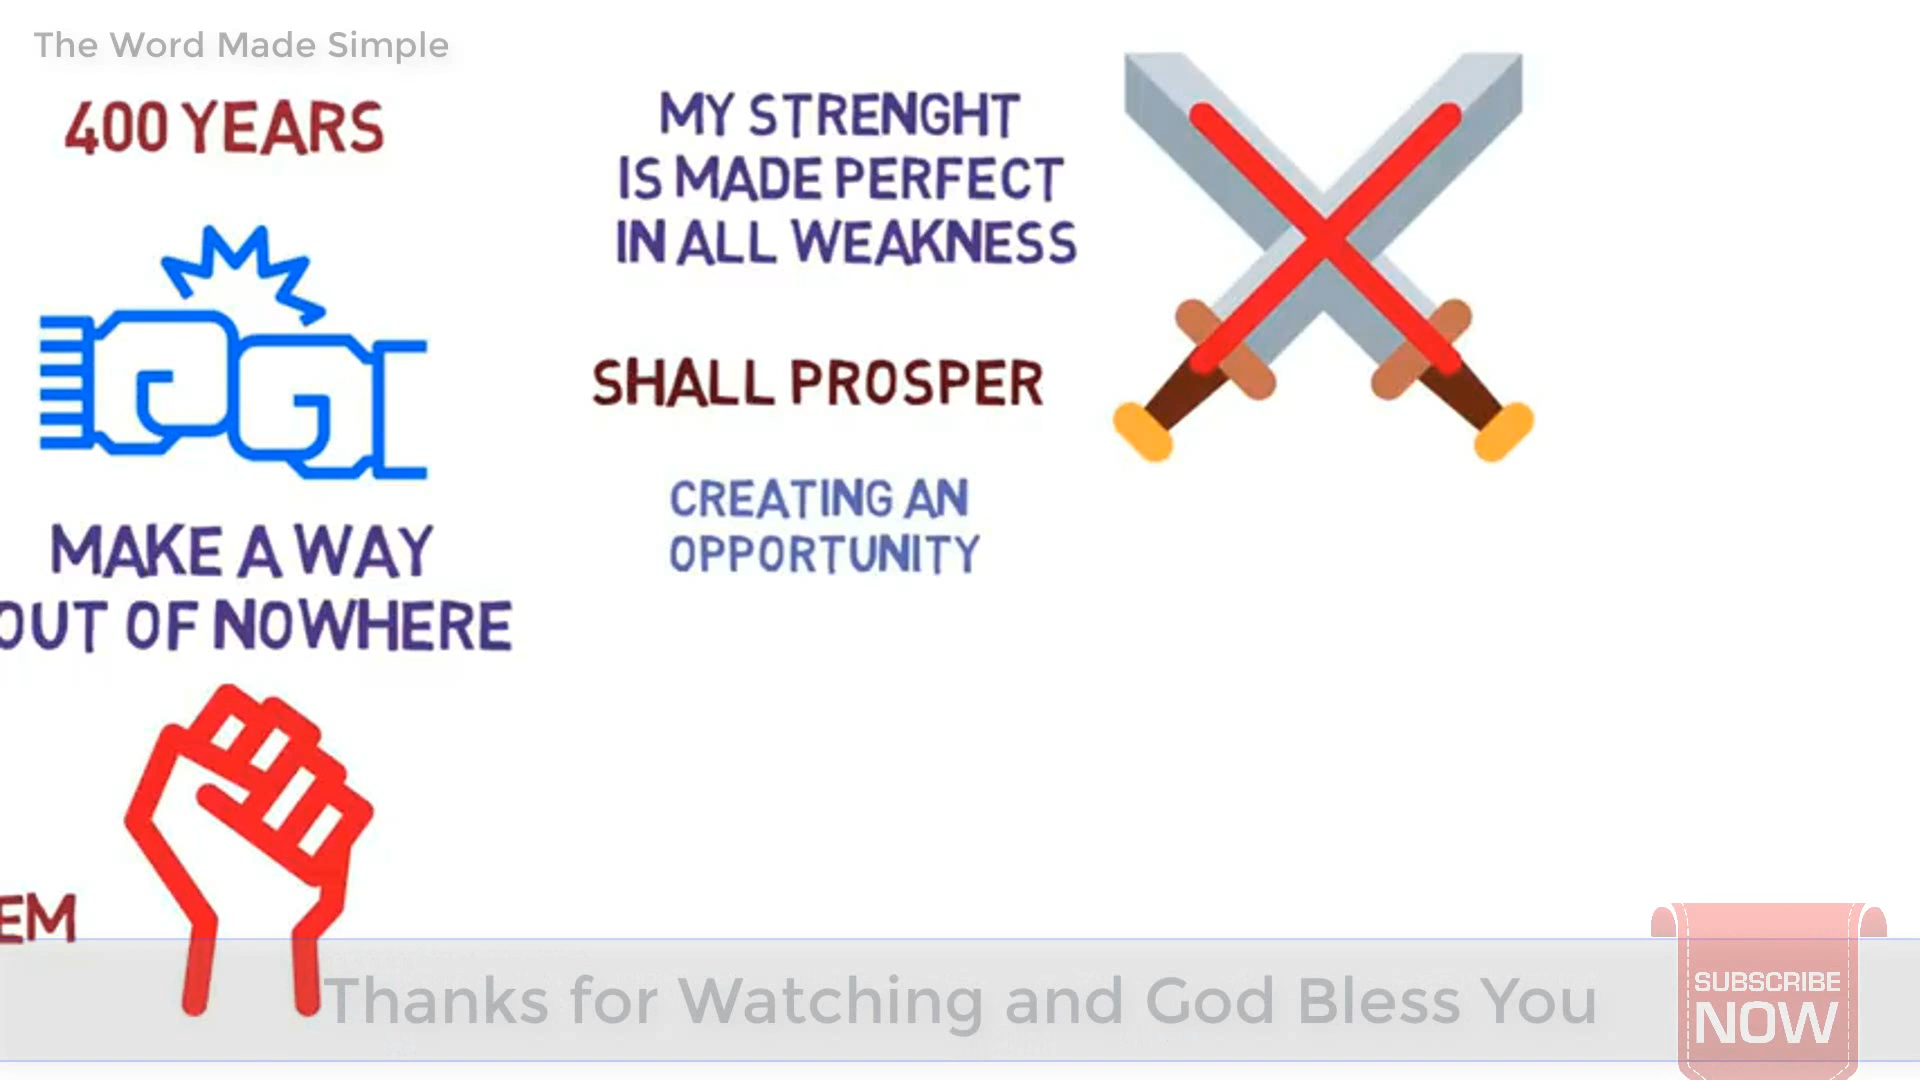 The Word Made Simple
400 YEARS
MY STRENGHT
IS MADE PERFECT
IN ALL WEAKNESS
SHALL PROSPER
CREATING AN
OPPORTUNITY
MAKE A WAY
OUT OF NOWHERE
EM
Thanks for Watching and God Bless You
SUBSCRIBE
NOW